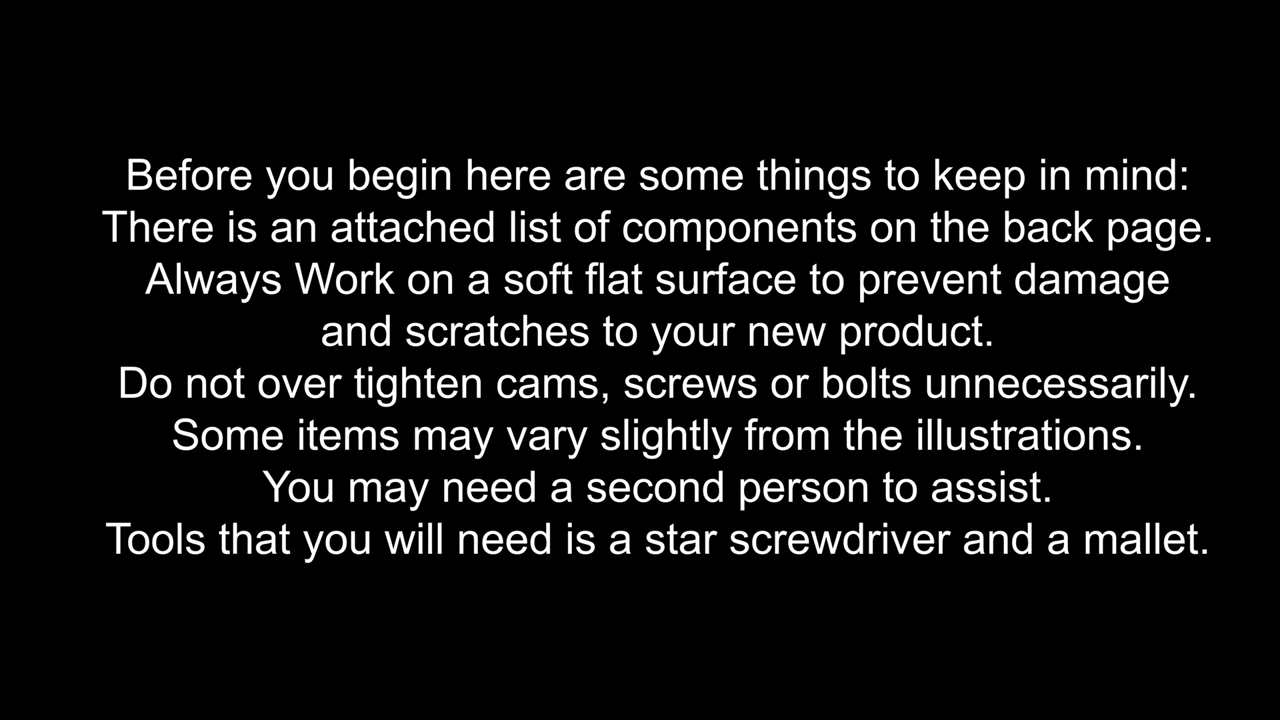 Before you begin here are some things to keep in mind:
There is an attached list of components on the back page.
Always Work on a soft flat surface to prevent damage
and scratches to your new product.
Do not over tighten cams, screws or bolts unnecessarily.
Some items may vary slightly from the illustrations.
You may need a second person to assist.
Tools that you will need is a star screwdriver and a mallet.